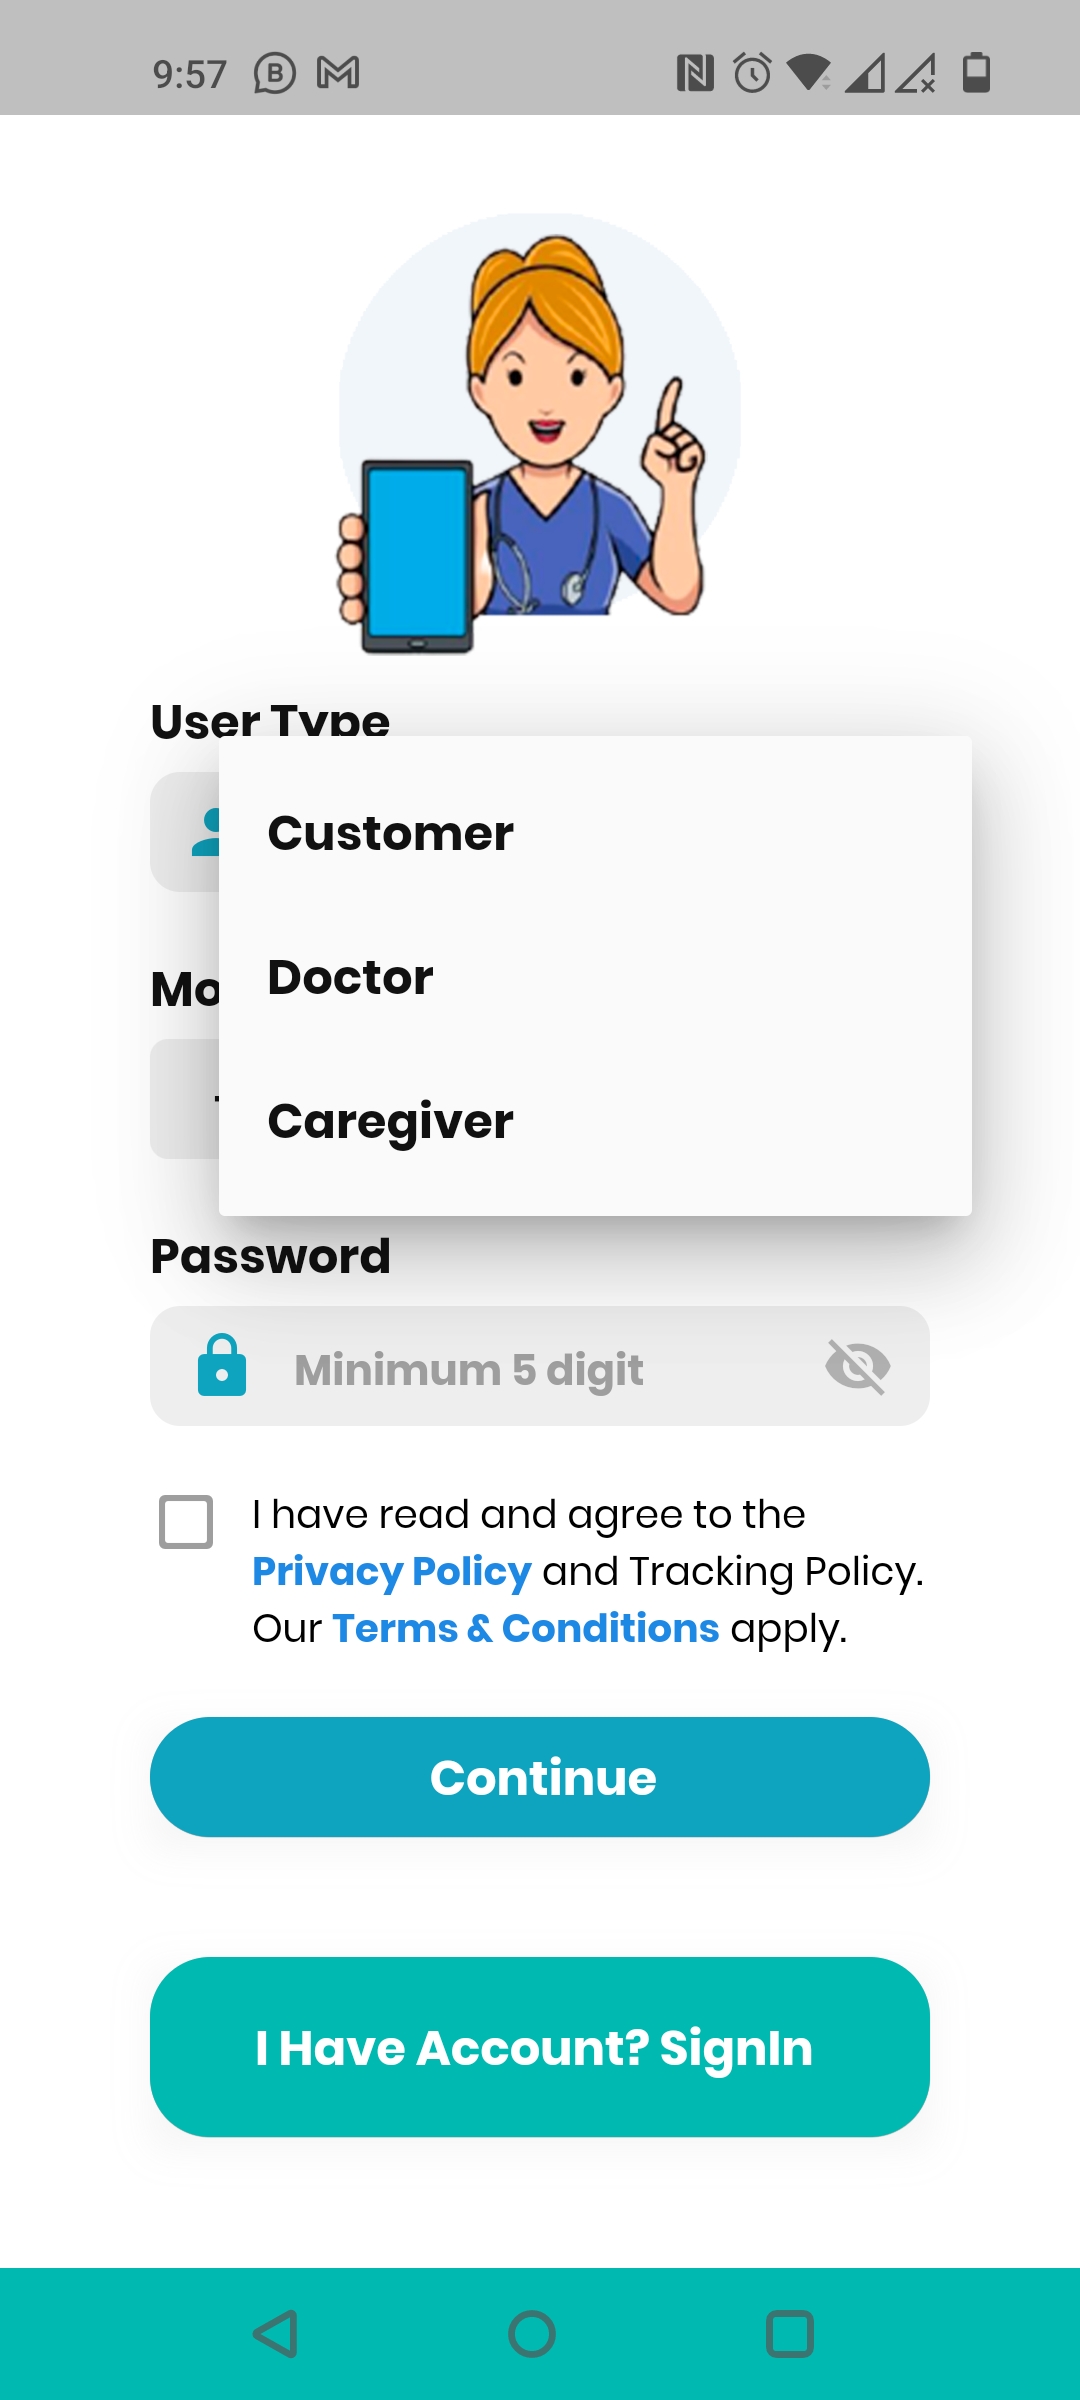 9:57
User Type
Customer
Mo
Doctor
Caregiver
Password
Minimum 5 digit
I have read and agree to the
Privacy Policy and Tracking Policy.
Our Terms & Conditions apply.
Continue
I Have Account? SignIn